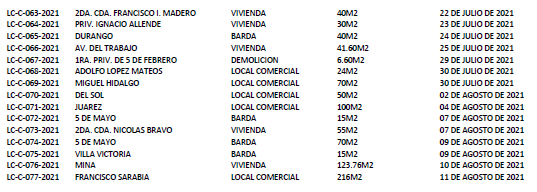 LC-C-063-2021 2DA. CDA. FRANCISCO I. MADERO VIVIENDA 40M2 22 DE JULIO DE 2021
LC-C-064-2021 PRIV. IGNACIO ALLENDE VIVIENDA 30M2 23 DE JULIO DE 2021
LC-C-065-2021 DURANGO BARDA 40M2 24 DE JULIO DE 2021
LC-C-066-2021 AV. DEL TRABAJO VIVIENDA 41.60M2 25 DE JULIO DE 2021
LC-C-067-2021 1RA. PRIV. DE 5 DE FEBRERO DEMOLICION 6.60M2 29 DE JULIO DE 2021
LC-C-068-2021 ADOLFO LOPEZ MATEOS LOCAL COMERCIAL 24M2 30 DE JULIO DE 2021
LC-C-069-2021 MIGUEL HIDALGO LOCAL COMERCIAL 70M2 30 DE JULIO DE 2021
LC-C-070-2021 DEL SOL LOCAL COMERCIAL 50M2 02 DE AGOSTO DE 2021
LC-C-071-2021 JUAREZ LOCAL COMERCIAL 100M2 04 DE AGOSTO DE 2021
LC-C-072-2021 5 DE MAYO BARDA 15M2 07 DE AGOSTO DE 2021
LC-C-073-2021 2DA. CDA. NICOLAS BRAVO VIVIENDA 55M2 07 DE AGOSTO DE 2021
LC-C-074-2021 5 DE MAYO BARDA 70M2 09 DE AGOSTO DE 2021
LC-C-075-2021 VILLA VICTORIA BARDA 15M2 09 DE AGOSTO DE 2021
LC-C-076-2021 MINA VIVIENDA 123.76M2 10 DE AGOSTO DE 2021
LC-C-077-2021 FRANCISCO SARABIA LOCAL COMERCIAL 216M2 11 DE AGOSTO DE 2021